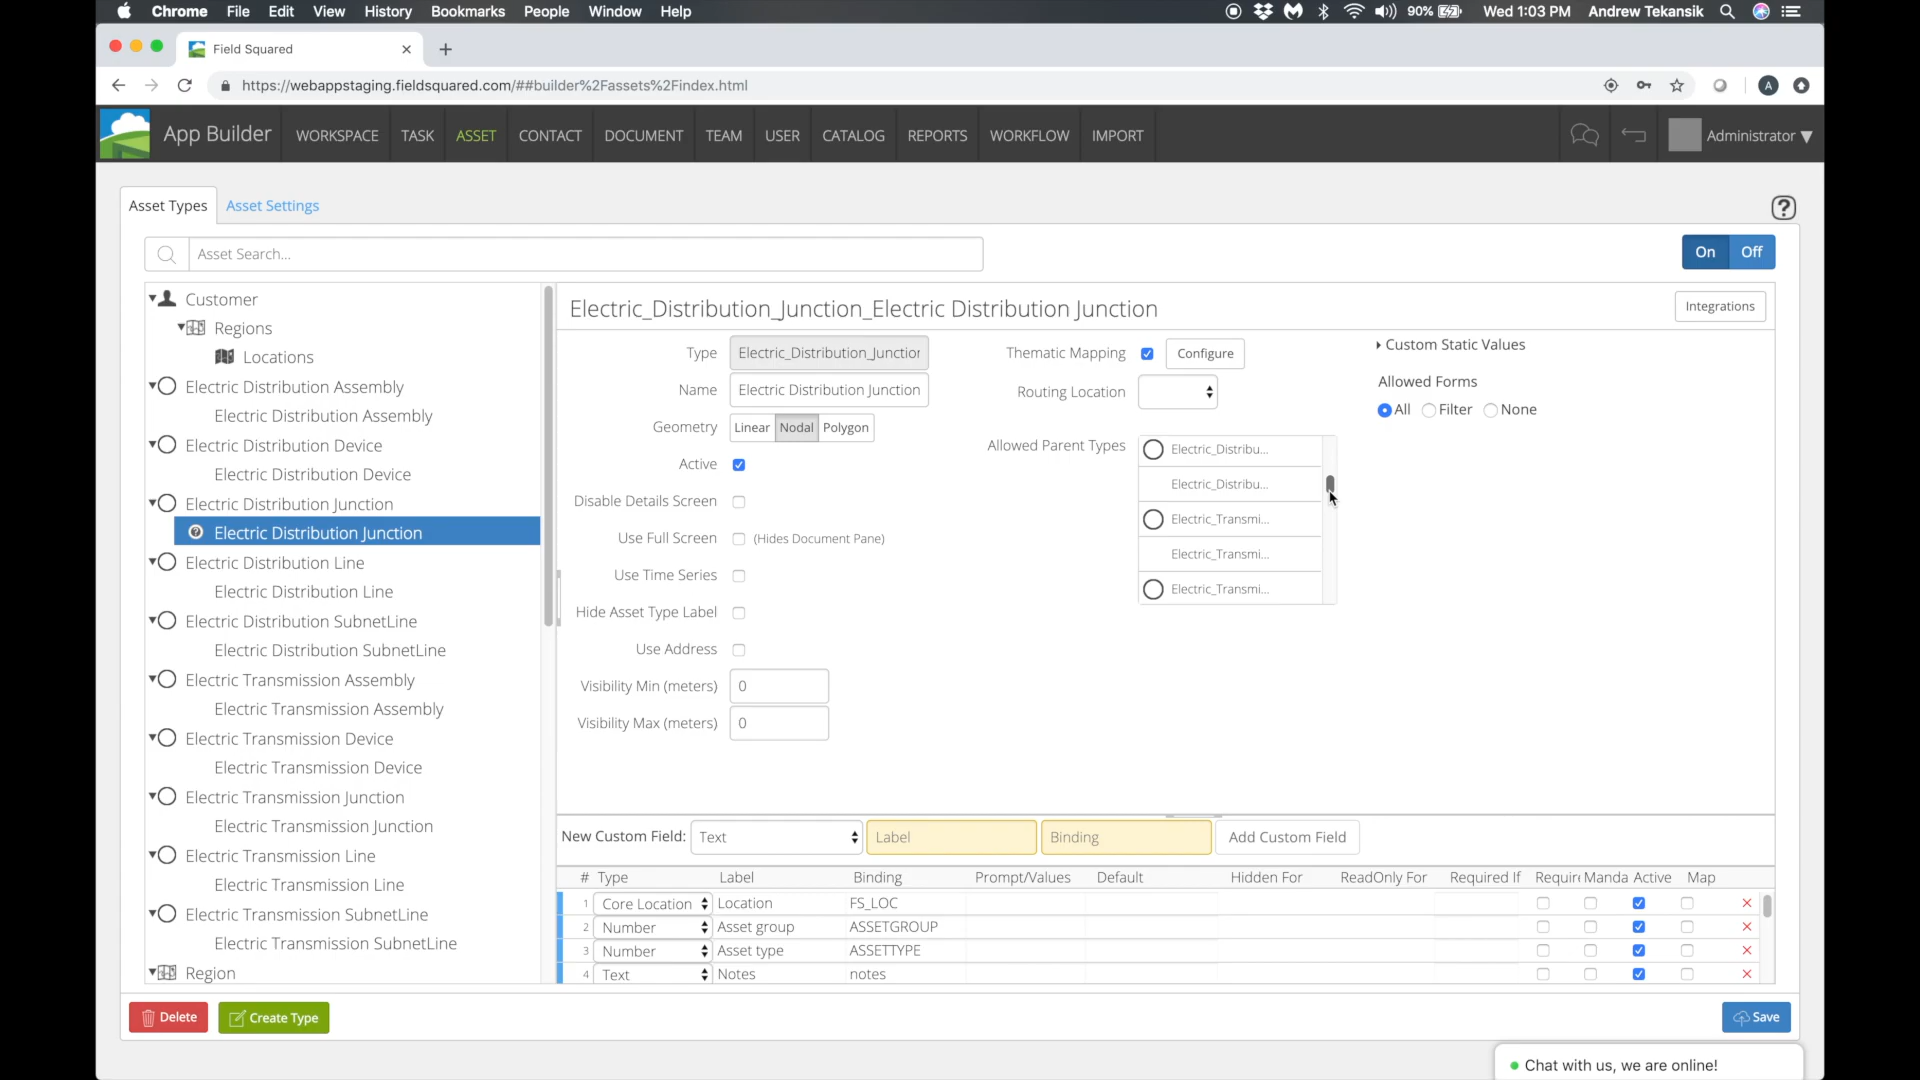 Chrome File Edit View History Bookmarks People Window Help 90% Wed 1:03 PM Andrew Tekansik
Field Squared
https://webappstaging.fieldsquared.com/##builder%2Fassets%2Findex.html A
App Builder WORKSPACE TASK ASSET CONTACT DOCUMENT TEAM USER CATALOG REPORTS WORKFLOW IMPORT Administrator
Asset Types Asset Settings ?
Asset Search... On Off
Customer
Regions
Locations
Electric Distribution Assembly
Electric Distribution Assembly
Electric Distribution Device
Electric Distribution Device
Electric Distribution Junction
Electric Distribution Junction
Electric Distribution Line
Electric Distribution Line
Electric Distribution SubnetLine
Electric Distribution SubnetLine
Electric Transmission Assembly
Electric Transmission Assembly
Electric Transmission Device
Electric Transmission Device
Electric Transmission Junction
Electric Transmission Junction
Electric Transmission Line
Electric Transmission Line
Electric Transmission SubnetLine
Electric Transmission SubnetLine
Region
Electric_Distribution_Junction_Electric Distribution Junction Integrations
Type Electric_Distribution_Junction
Name Electric Distribution Junction
Geometry Linear Nodal Polygon
Active
Disable Details Screen
Use Full Screen (Hides Document Pane)
Use Time Series
Hide Asset Type Label
Use Address
Visibility Min (meters) 0
Visibility Max (meters) 0
Thematic Mapping Configure
Routing Location
Allowed Parent Types Electric_Distribu...
Electric_Distribu...
Electric_Transmi...
Electric_Transmi...
Electric_Transmi...
Custom Static Values
Allowed Forms
All Filter None
New Custom Field: Text Label Binding Add Custom Field
# Type Label Binding Prompt/Values Default Hidden For ReadOnly For Required If Require Manda Active Map
1 Core Location Location FS_LOC
2 Number Asset group ASSETGROUP
3 Number Asset type ASSETTYPE
4 Text Notes notes
Delete Create Type Save
Chat with us, we are online!